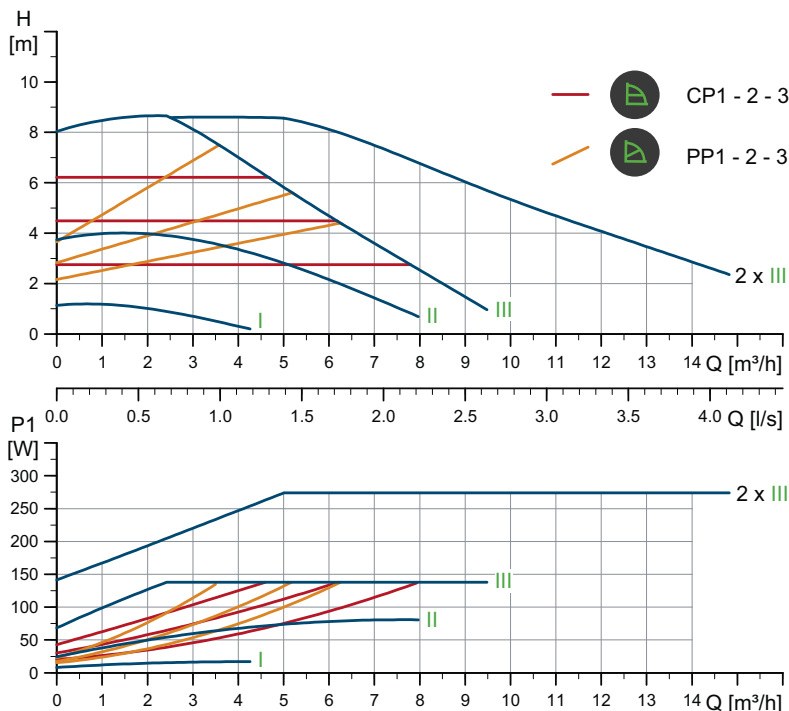 H
[m]
10
8
6
4
2
0
CP1 - 2 - 3
PP1 - 2 - 3
2 x III
I
II
III
0 1 2 3 4 5 6 7 8 9 10 11 12 13 14 Q [m³/h]
0.0 0.5 1.0 1.5 2.0 2.5 3.0 3.5 4.0 Q [l/s]
P1
[W]
300
250
200
150
100
50
0
2 x III
III
II
I
0 1 2 3 4 5 6 7 8 9 10 11 12 13 14 Q [m³/h]